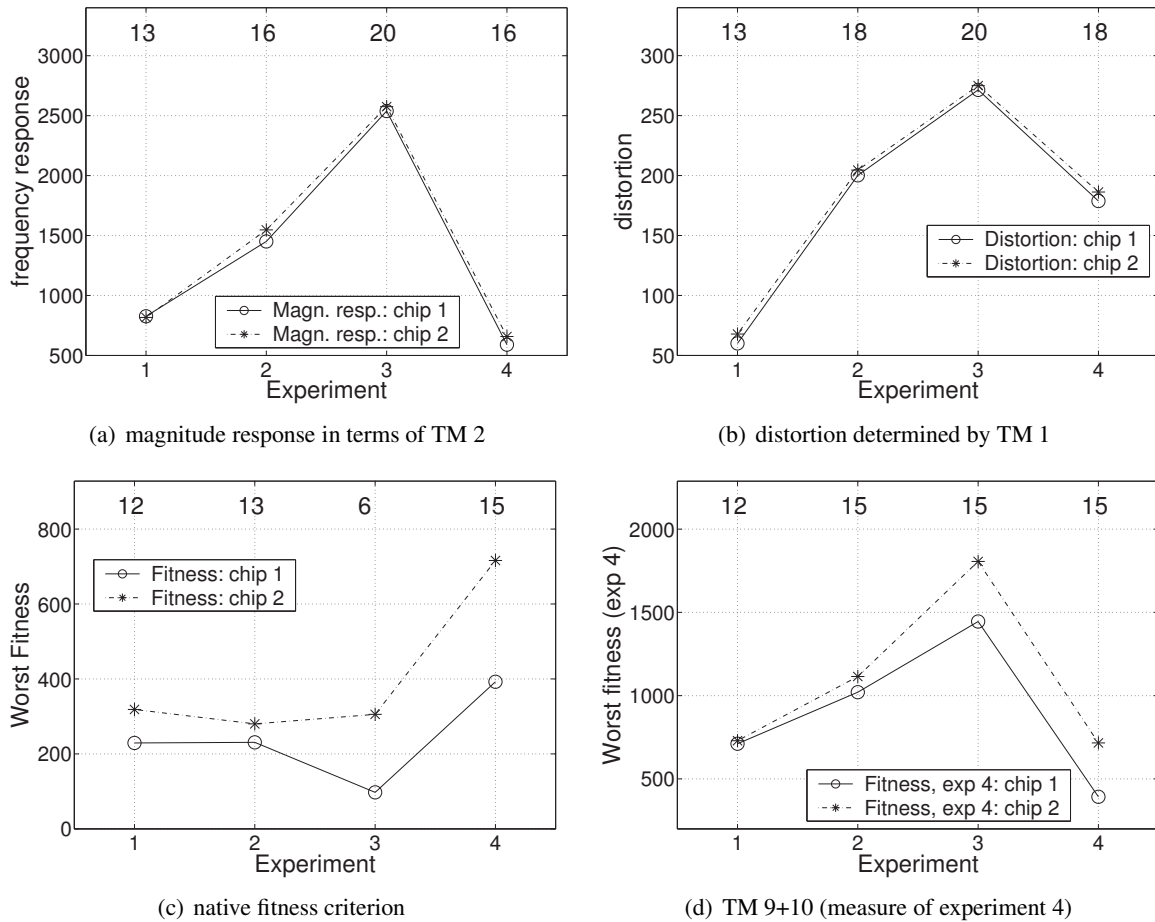 13 16 20 16
3000
2500
2000
1500
1000
500
frequency response
Magn. resp.: chip 1
Magn. resp.: chip 2
1 2 3 4
Experiment
(a) magnitude response in terms of TM 2
13 18 20 18
300
250
200
150
100
50
distortion
Distortion: chip 1
Distortion: chip 2
1 2 3 4
Experiment
(b) distortion determined by TM 1
12 13 6 15
800
600
400
200
0
Worst Fitness
Fitness: chip 1
Fitness: chip 2
1 2 3 4
Experiment
(c) native fitness criterion
12 15 15 15
2000
1500
1000
500
Worst fitness (exp 4)
Fitness, exp 4: chip 1
Fitness, exp 4: chip 2
1 2 3 4
Experiment
(d) TM 9+10 (measure of experiment 4)